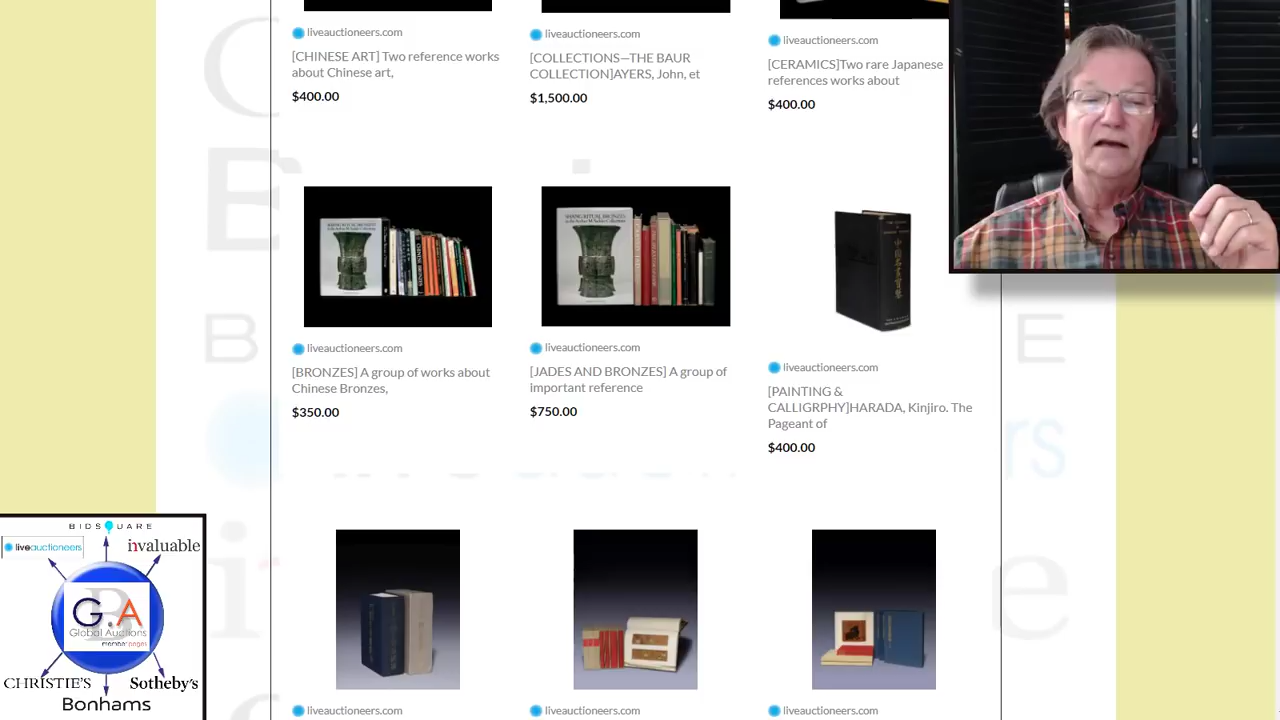 liveauctioneers.com
[CHINESE ART] Two reference works
about Chinese art,
$400.00
liveauctioneers.com
[COLLECTIONS—THE BAUR
COLLECTION]AYERS, John, et
$1,500.00
liveauctioneers.com
[CERAMICS]Two rare Japanese
references works about
$400.00
liveauctioneers.com
[BRONZES] A group of works about
Chinese Bronzes,
$350.00
liveauctioneers.com
[JADES AND BRONZES] A group of
important reference
$750.00
liveauctioneers.com
[PAINTING &
CALLIGRPHY]HARADA, Kinjiro. The
Pageant of
$400.00
liveauctioneers.com
liveauctioneers.com
liveauctioneers.com
BIDSQUARE
liveauctioneers
invaluable
G.A
Global Auctions
CHRISTIE'S
Sotheby's
Bonhams